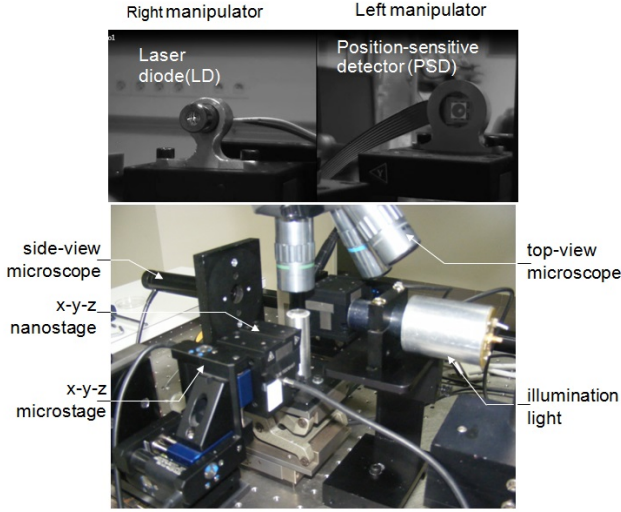 Right manipulator
Left manipulator
Laser
diode(LD)
Position-sensitive
detector (PSD)
side-view
microscope
x-y-z
nanostage
x-y-z
microstage
top-view
microscope
illumination
light